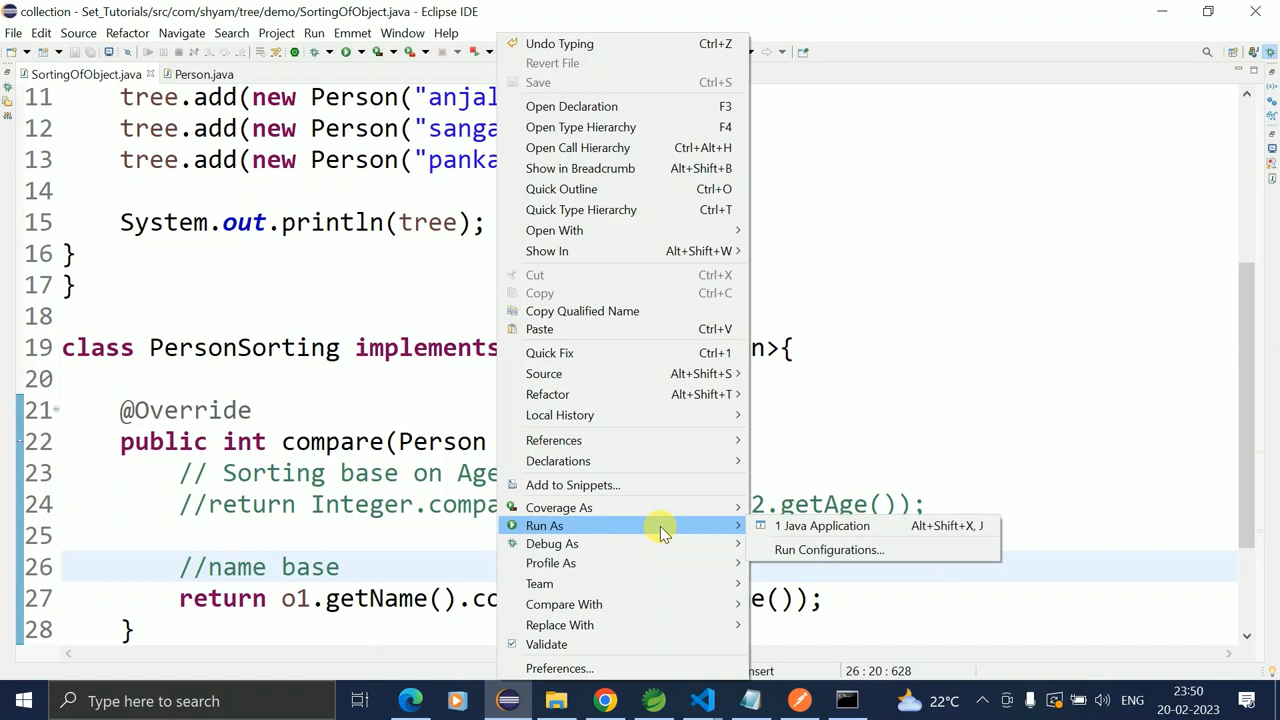 collection - Set_Tutorials/src/com/shyam/tree/demo/SortingOfObject.java - Eclipse IDE
File Edit Source Refactor Navigate Search Project Run Emmet Window Help
SortingOfObject.java Person.java
11 tree.add(new Person("anjal
12 tree.add(new Person("sanga
13 tree.add(new Person("panka
14
15 System.out.println(tree);
16 }
17 }
18
19 class PersonSorting implements n>{
20
21 @Override
22 public int compare(Person
23 // Sorting base on Age
24 //return Integer.compa 2.getAge());
25
26 //name base
27 return o1.getName().co e());
28 }
Undo Typing Ctrl+Z
Revert File
Save Ctrl+S
Open Declaration F3
Open Type Hierarchy F4
Open Call Hierarchy Ctrl+Alt+H
Show in Breadcrumb Alt+Shift+B
Quick Outline Ctrl+O
Quick Type Hierarchy Ctrl+T
Open With
Show In Alt+Shift+W
Cut Ctrl+X
Copy Ctrl+C
Copy Qualified Name
Paste Ctrl+V
Quick Fix Ctrl+1
Source Alt+Shift+S
Refactor Alt+Shift+T
Local History
References
Declarations
Add to Snippets...
Coverage As
Run As
Debug As
Profile As
Team
Compare With
Replace With
Validate
Preferences...
1 Java Application Alt+Shift+X, J
Run Configurations...
nsert 26 : 20 : 628
Type here to search
22°C ENG 23:50
20-02-2023